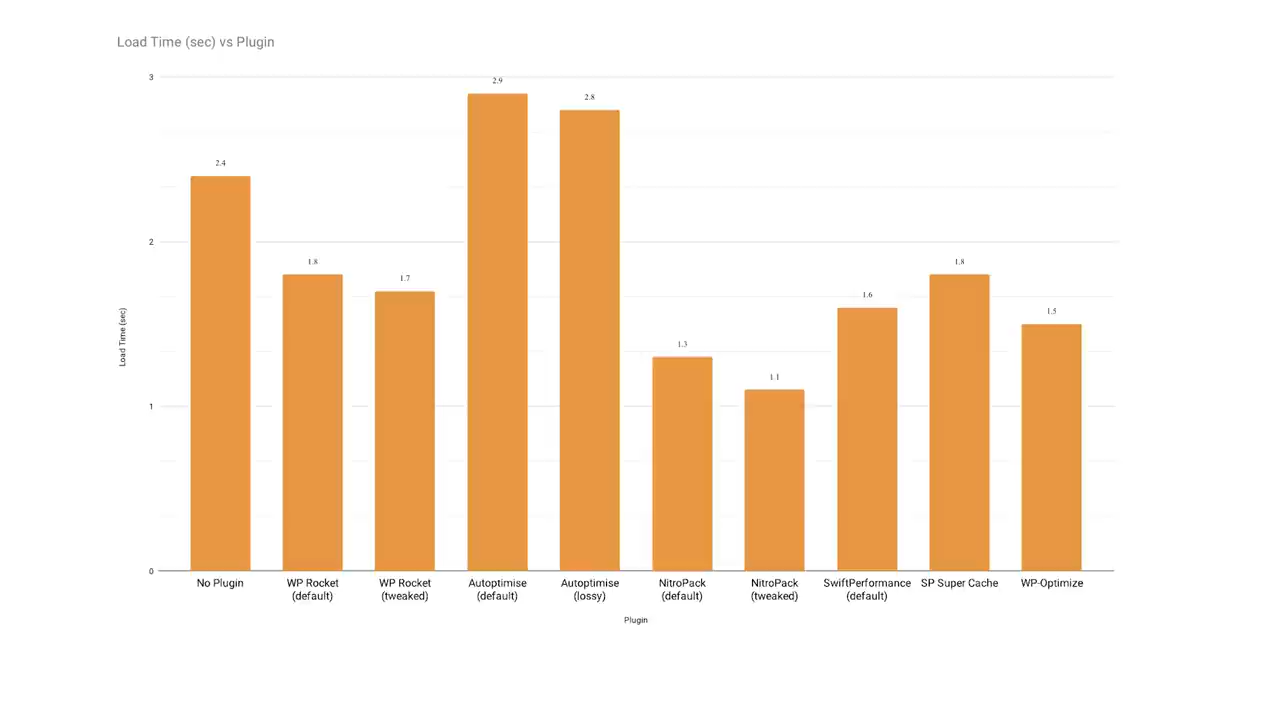 Load Time (sec) vs Plugin
3
2.9
2.8
2.4
2
1.8
1.7
1.3
1.1
1.6
1.8
1.5
Load Time (sec)
1
0
No Plugin
WP Rocket
(default)
WP Rocket
(tweaked)
Autoptimise
(default)
Autoptimise
(lossy)
NitroPack
(default)
NitroPack
(tweaked)
SwiftPerformance
(default)
SP Super Cache
WP-Optimize
Plugin